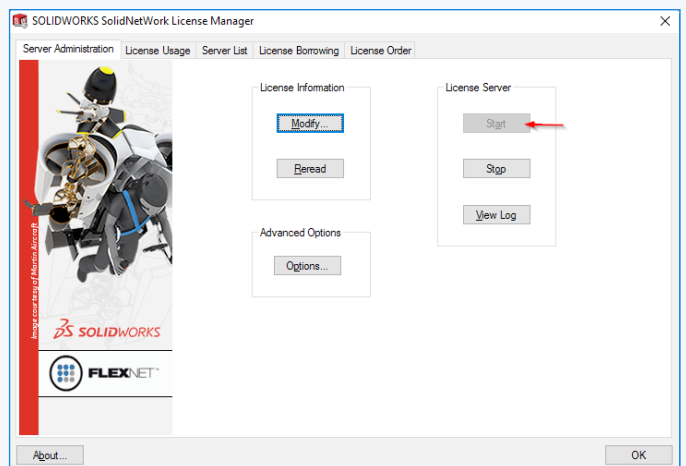 SOLIDWORKS SolidNetWork License Manager
Server Administration License Usage Server List License Borrowing License Order
License Information
License Server
Modify...
Start
Reread
Stop
View Log
Advanced Options
Options...
Image courtesy of Martin Aircraft
SOLIDWORKS
FLEXNET
About...
OK